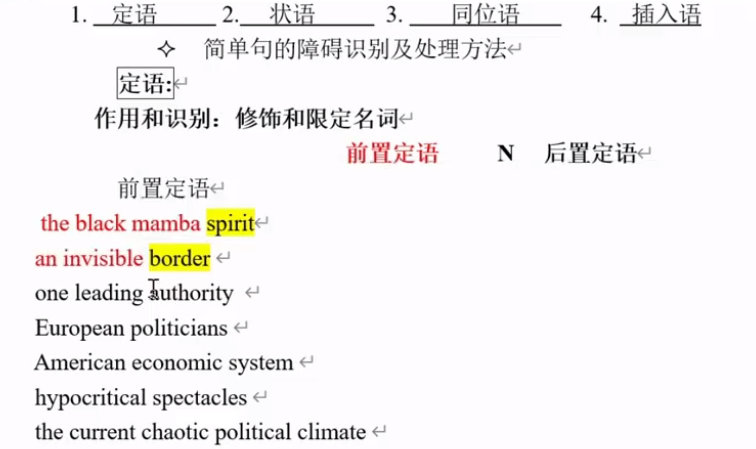 1. 定语 2. 状语 3. 同位语 4. 插入语
✧ 简单句的障碍识别及处理方法↵
定语:↵
作用和识别：修饰和限定名词↵
前置定语 N 后置定语↵
前置定语↵
the black mamba spirit↵
an invisible border ↵
one leading authority ↵
European politicians ↵
American economic system ↵
hypocritical spectacles ↵
the current chaotic political climate ↵